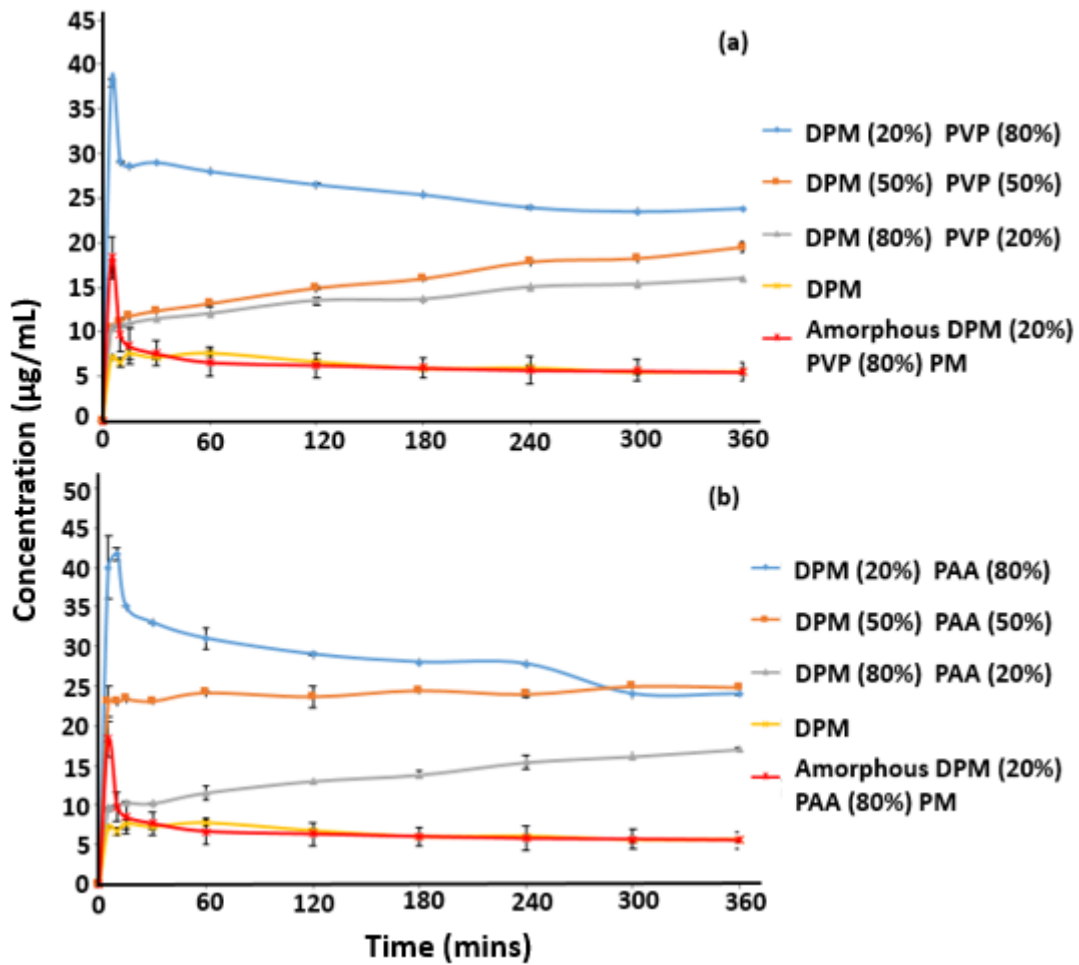 45
(a)
40
35
30
25
20
15
10
5
0
0 60 120 180 240 300 360
DPM (20%) PVP (80%)
DPM (50%) PVP (50%)
DPM (80%) PVP (20%)
DPM
Amorphous DPM (20%)
PVP (80%) PM
Concentration (µg/mL)
50
(b)
45
40
35
30
25
20
15
10
5
0
0 60 120 180 240 300 360
DPM (20%) PAA (80%)
DPM (50%) PAA (50%)
DPM (80%) PAA (20%)
DPM
Amorphous DPM (20%)
PAA (80%) PM
Time (mins)